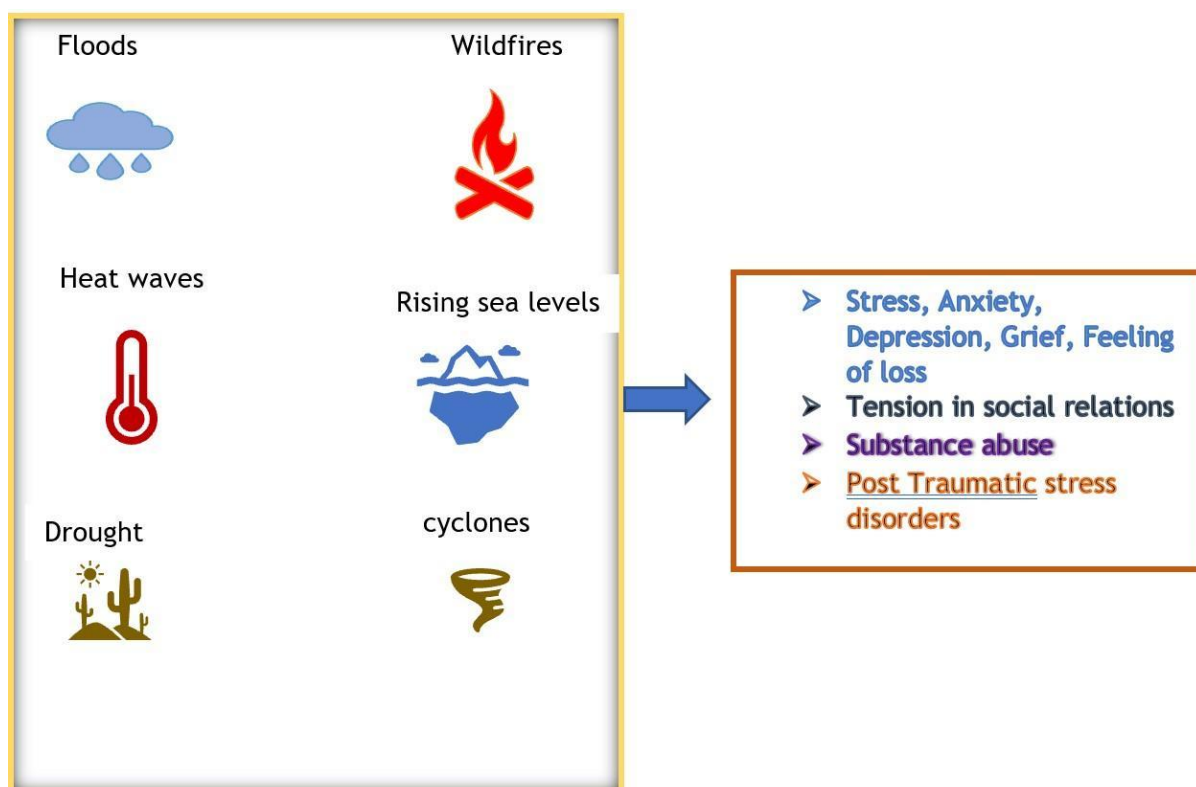 Floods
Wildfires
Heat waves
Rising sea levels
Drought
cyclones
➢ Stress, Anxiety,
Depression, Grief, Feeling
of loss
➢ Tension in social relations
➢ Substance abuse
➢ Post Traumatic stress
disorders